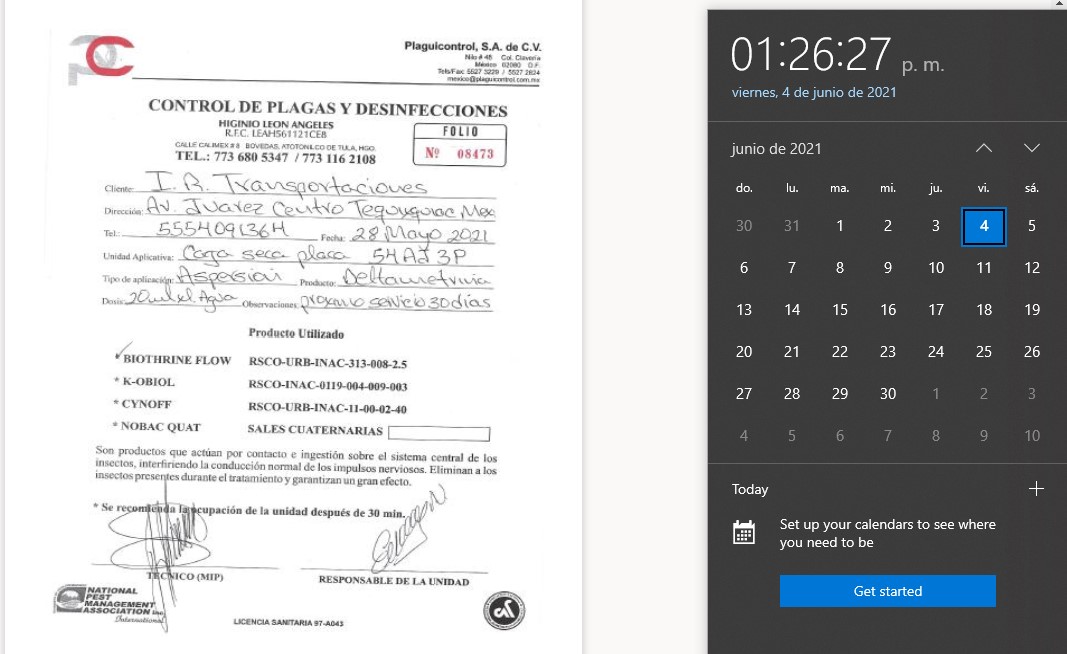 Plaguicontrol, S.A. de C.V.
Nilo # 48 Col. Clavería
México 02080 D.F.
Tels/Fax: 5527 3229 / 5527 2824
mexico@plaguicontrol.com.mx
CONTROL DE PLAGAS Y DESINFECCIONES
HIGINIO LEON ANGELES
R.F.C. LEAH561121CE8
CALLE CALIMEX # 8 BOVEDAS, ATOTONILCO DE TULA, HGO.
TEL.: 773 680 5347 / 773 116 2108
FOLIO
Nº 08473
Cliente: I.R. Transportaciones
Dirección: Av. Juarez Centro Tequixquiac Mex
Tel.: 5554091364 Fecha: 28 Mayo 2021
Unidad Aplicativa: Caja seca placa 54AJ3P
Tipo de aplicación: Aspersion Producto: Deltametrina
Dosis: 20ml xl. Agua Observaciones: proximo servicio 30 dias
Producto Utilizado
* BIOTHRINE FLOW RSCO-URB-INAC-313-008-2.5
* K-OBIOL RSCO-INAC-0119-004-009-003
* CYNOFF RSCO-URB-INAC-11-00-02-40
* NOBAC QUAT SALES CUATERNARIAS
Son productos que actúan por contacto e ingestión sobre el sistema central de los
insectos, interfiriendo la conducción normal de los impulsos nerviosos. Eliminan a los
insectos presentes durante el tratamiento y garantizan un gran efecto.
* Se recomienda la ocupación de la unidad después de 30 min.
TÉCNICO (MIP)
RESPONSABLE DE LA UNIDAD
NATIONAL
PEST
MANAGEMENT
ASSOCIATION Inc.
International
LICENCIA SANITARIA 97-A043
01:26:27 p. m.
viernes, 4 de junio de 2021
junio de 2021
do. lu. ma. mi. ju. vi. sá.
30 31 1 2 3 4 5
6 7 8 9 10 11 12
13 14 15 16 17 18 19
20 21 22 23 24 25 26
27 28 29 30 1 2 3
4 5 6 7 8 9 10
Today
Set up your calendars to see where
you need to be
Get started